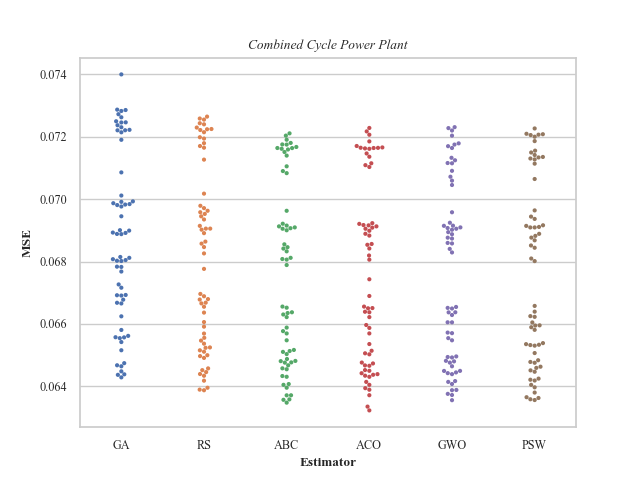 Combined Cycle Power Plant
0.074
0.072
0.070
0.068
0.066
0.064
MSE
GA RS ABC ACO GWO PSW
Estimator